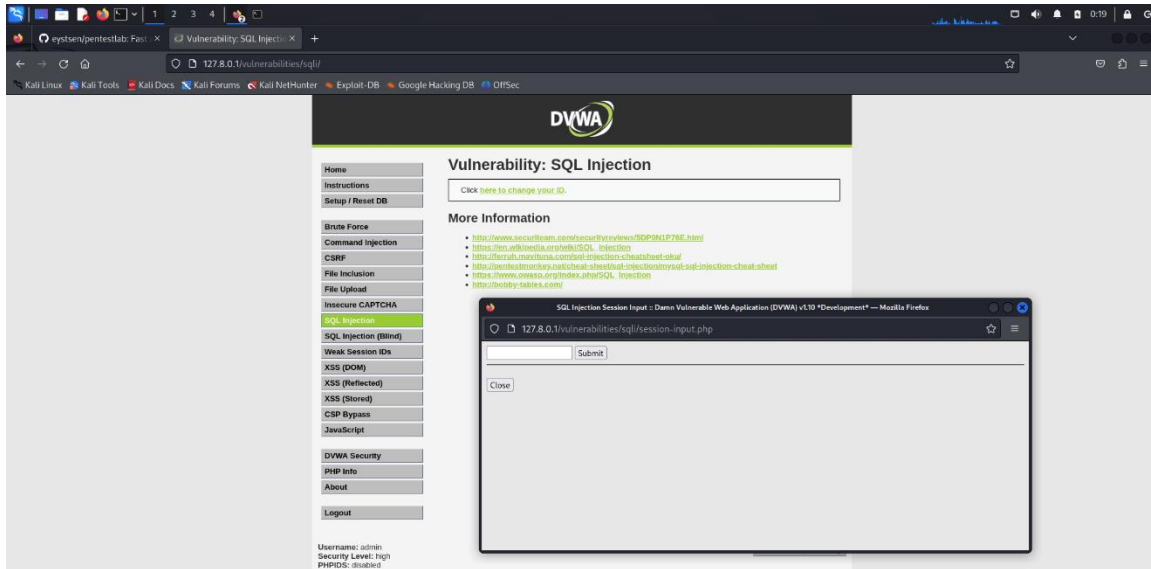 1 2 3 4
0:19
eystsen/pentestlab: Fast
Vulnerability: SQL Injectio
127.8.0.1/vulnerabilities/sqli/
Kali Linux Kali Tools Kali Docs Kali Forums Kali NetHunter Exploit-DB Google Hacking DB OffSec
DVWA
Home
Instructions
Setup / Reset DB
Brute Force
Command Injection
CSRF
File Inclusion
File Upload
Insecure CAPTCHA
SQL Injection
SQL Injection (Blind)
Weak Session IDs
XSS (DOM)
XSS (Reflected)
XSS (Stored)
CSP Bypass
JavaScript
DVWA Security
PHP Info
About
Logout
Username: admin
Security Level: high
PHPIDS: disabled
Vulnerability: SQL Injection
Click here to change your ID.
More Information
http://www.securiteam.com/securityreviews/5DP0N1P76E.html
https://en.wikipedia.org/wiki/SQL_injection
http://ferruh.mavituna.com/sql-injection-cheatsheet-oku/
http://pentestmonkey.net/cheat-sheet/sql-injection/mysql-sql-injection-cheat-sheet
https://www.owasp.org/index.php/SQL_Injection
http://bobby-tables.com/
SQL Injection Session Input :: Damn Vulnerable Web Application (DVWA) v1.10 *Development* — Mozilla Firefox
127.8.0.1/vulnerabilities/sqli/session-input.php
Submit
Close